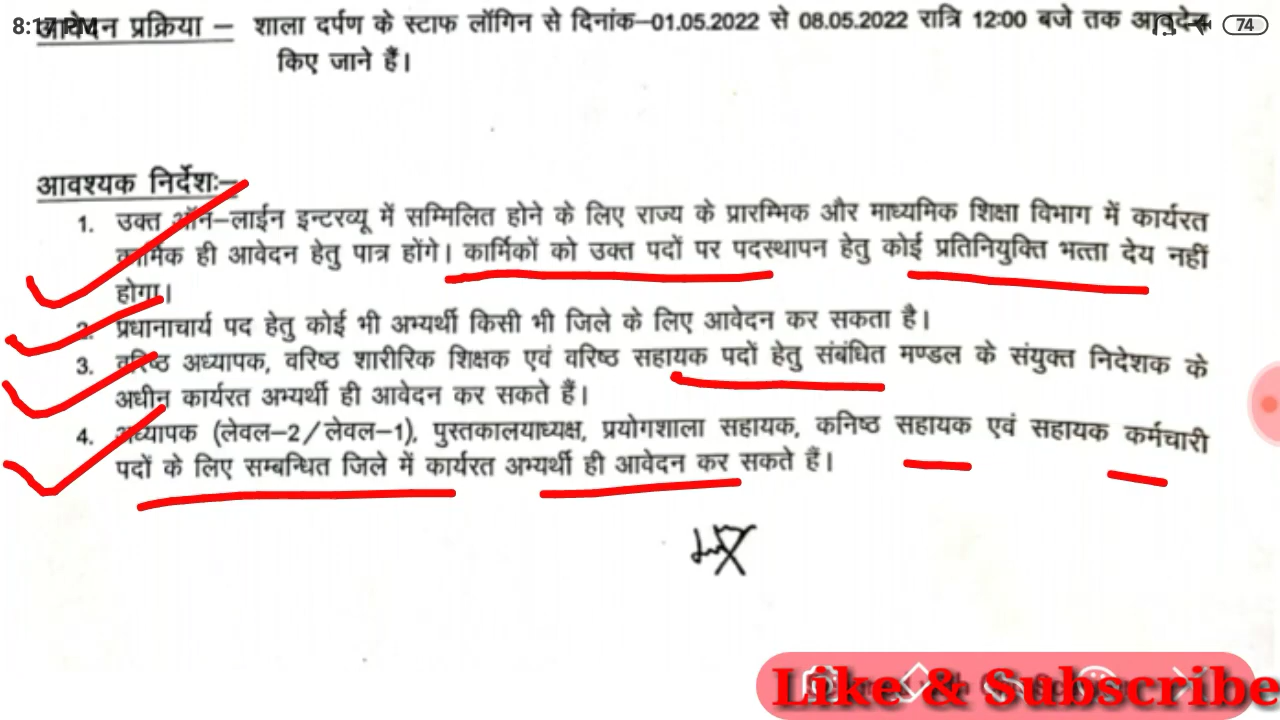 8:17 PM 74
आवेदन प्रक्रिया – शाला दर्पण के स्टाफ लॉगिन से दिनांक–01.05.2022 से 08.05.2022 रात्रि 12:00 बजे तक
किए जाने हैं।
आवश्यक निर्देशः–
1. उक्त ऑन–लाईन इन्टरव्यू में सम्मिलित होने के लिए राज्य के प्रारम्भिक और माध्यमिक शिक्षा विभाग में कार्यरत
कार्मिक ही आवेदन हेतु पात्र होंगे। कार्मिकों को उक्त पदों पर पदस्थापन हेतु कोई प्रतिनियुक्ति भत्ता देय नहीं
होगा।
2. प्रधानाचार्य पद हेतु कोई भी अभ्यर्थी किसी भी जिले के लिए आवेदन कर सकता है।
3. वरिष्ठ अध्यापक, वरिष्ठ शारीरिक शिक्षक एवं वरिष्ठ सहायक पदों हेतु संबंधित मण्डल के संयुक्त निदेशक के
अधीन कार्यरत अभ्यर्थी ही आवेदन कर सकते हैं।
4. अध्यापक (लेवल–2/लेवल–1), पुस्तकालयाध्यक्ष, प्रयोगशाला सहायक, कनिष्ठ सहायक एवं सहायक कर्मचारी
पदों के लिए सम्बन्धित जिले में कार्यरत अभ्यर्थी ही आवेदन कर सकते हैं।
Like & Subscribe